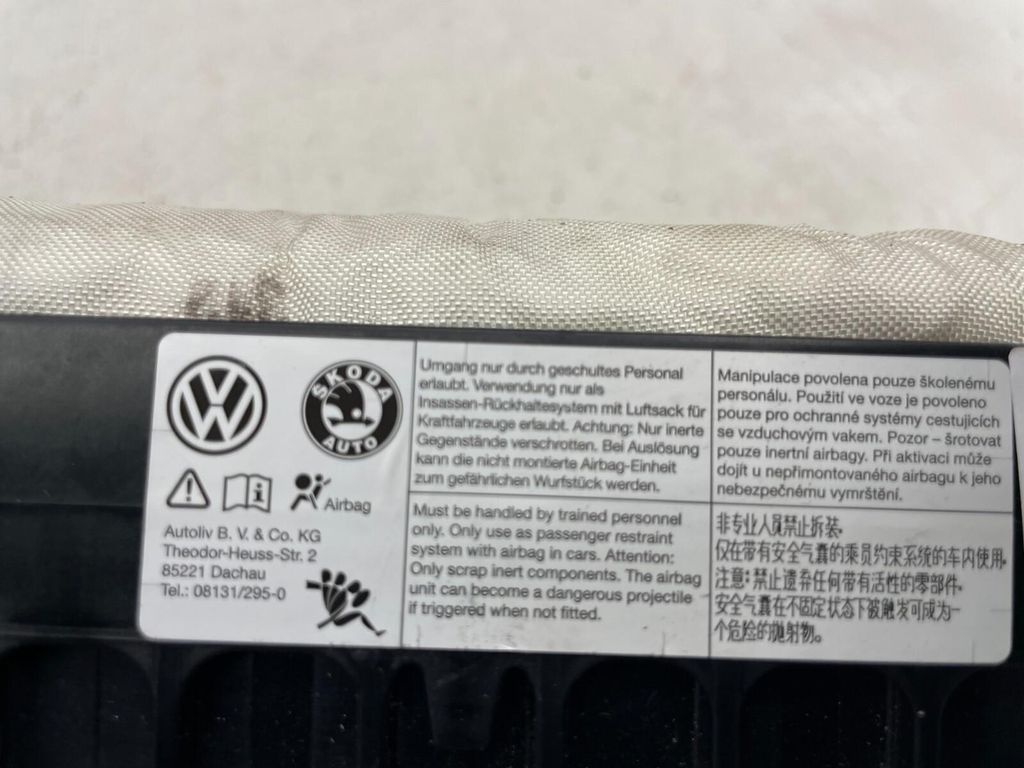 ŠKODA
AUTO
Airbag
Autoliv B. V. & Co. KG
Theodor-Heuss-Str. 2
85221 Dachau
Tel.: 08131/295-0
Umgang nur durch geschultes Personal
erlaubt. Verwendung nur als
Insassen-Rückhaltesystem mit Luftsack für
Kraftfahrzeuge erlaubt. Achtung: Nur inerte
Gegenstände verschrotten. Bei Auslösung
kann die nicht montierte Airbag-Einheit
zum gefährlichen Wurfstück werden.
Manipulace povolena pouze školenému
personálu. Použití ve voze je povoleno
pouze pro ochranné systémy cestujících
se vzduchovým vakem. Pozor – šrotovat
pouze inertní airbagy. Při aktivaci může
dojít u nepřimontovaného airbagu k jeho
nebezpečnému vymrštění.
Must be handled by trained personnel
only. Only use as passenger restraint
system with airbag in cars. Attention:
Only scrap inert components. The airbag
unit can become a dangerous projectile
if triggered when not fitted.
非专业人员禁止拆装.
仅在带有安全气囊的乘员约束系统的车内使用.
注意: 禁止遗弃任何带有活性的零部件.
安全气囊在不固定状态下被触发可成为一
个危险的抛射物。